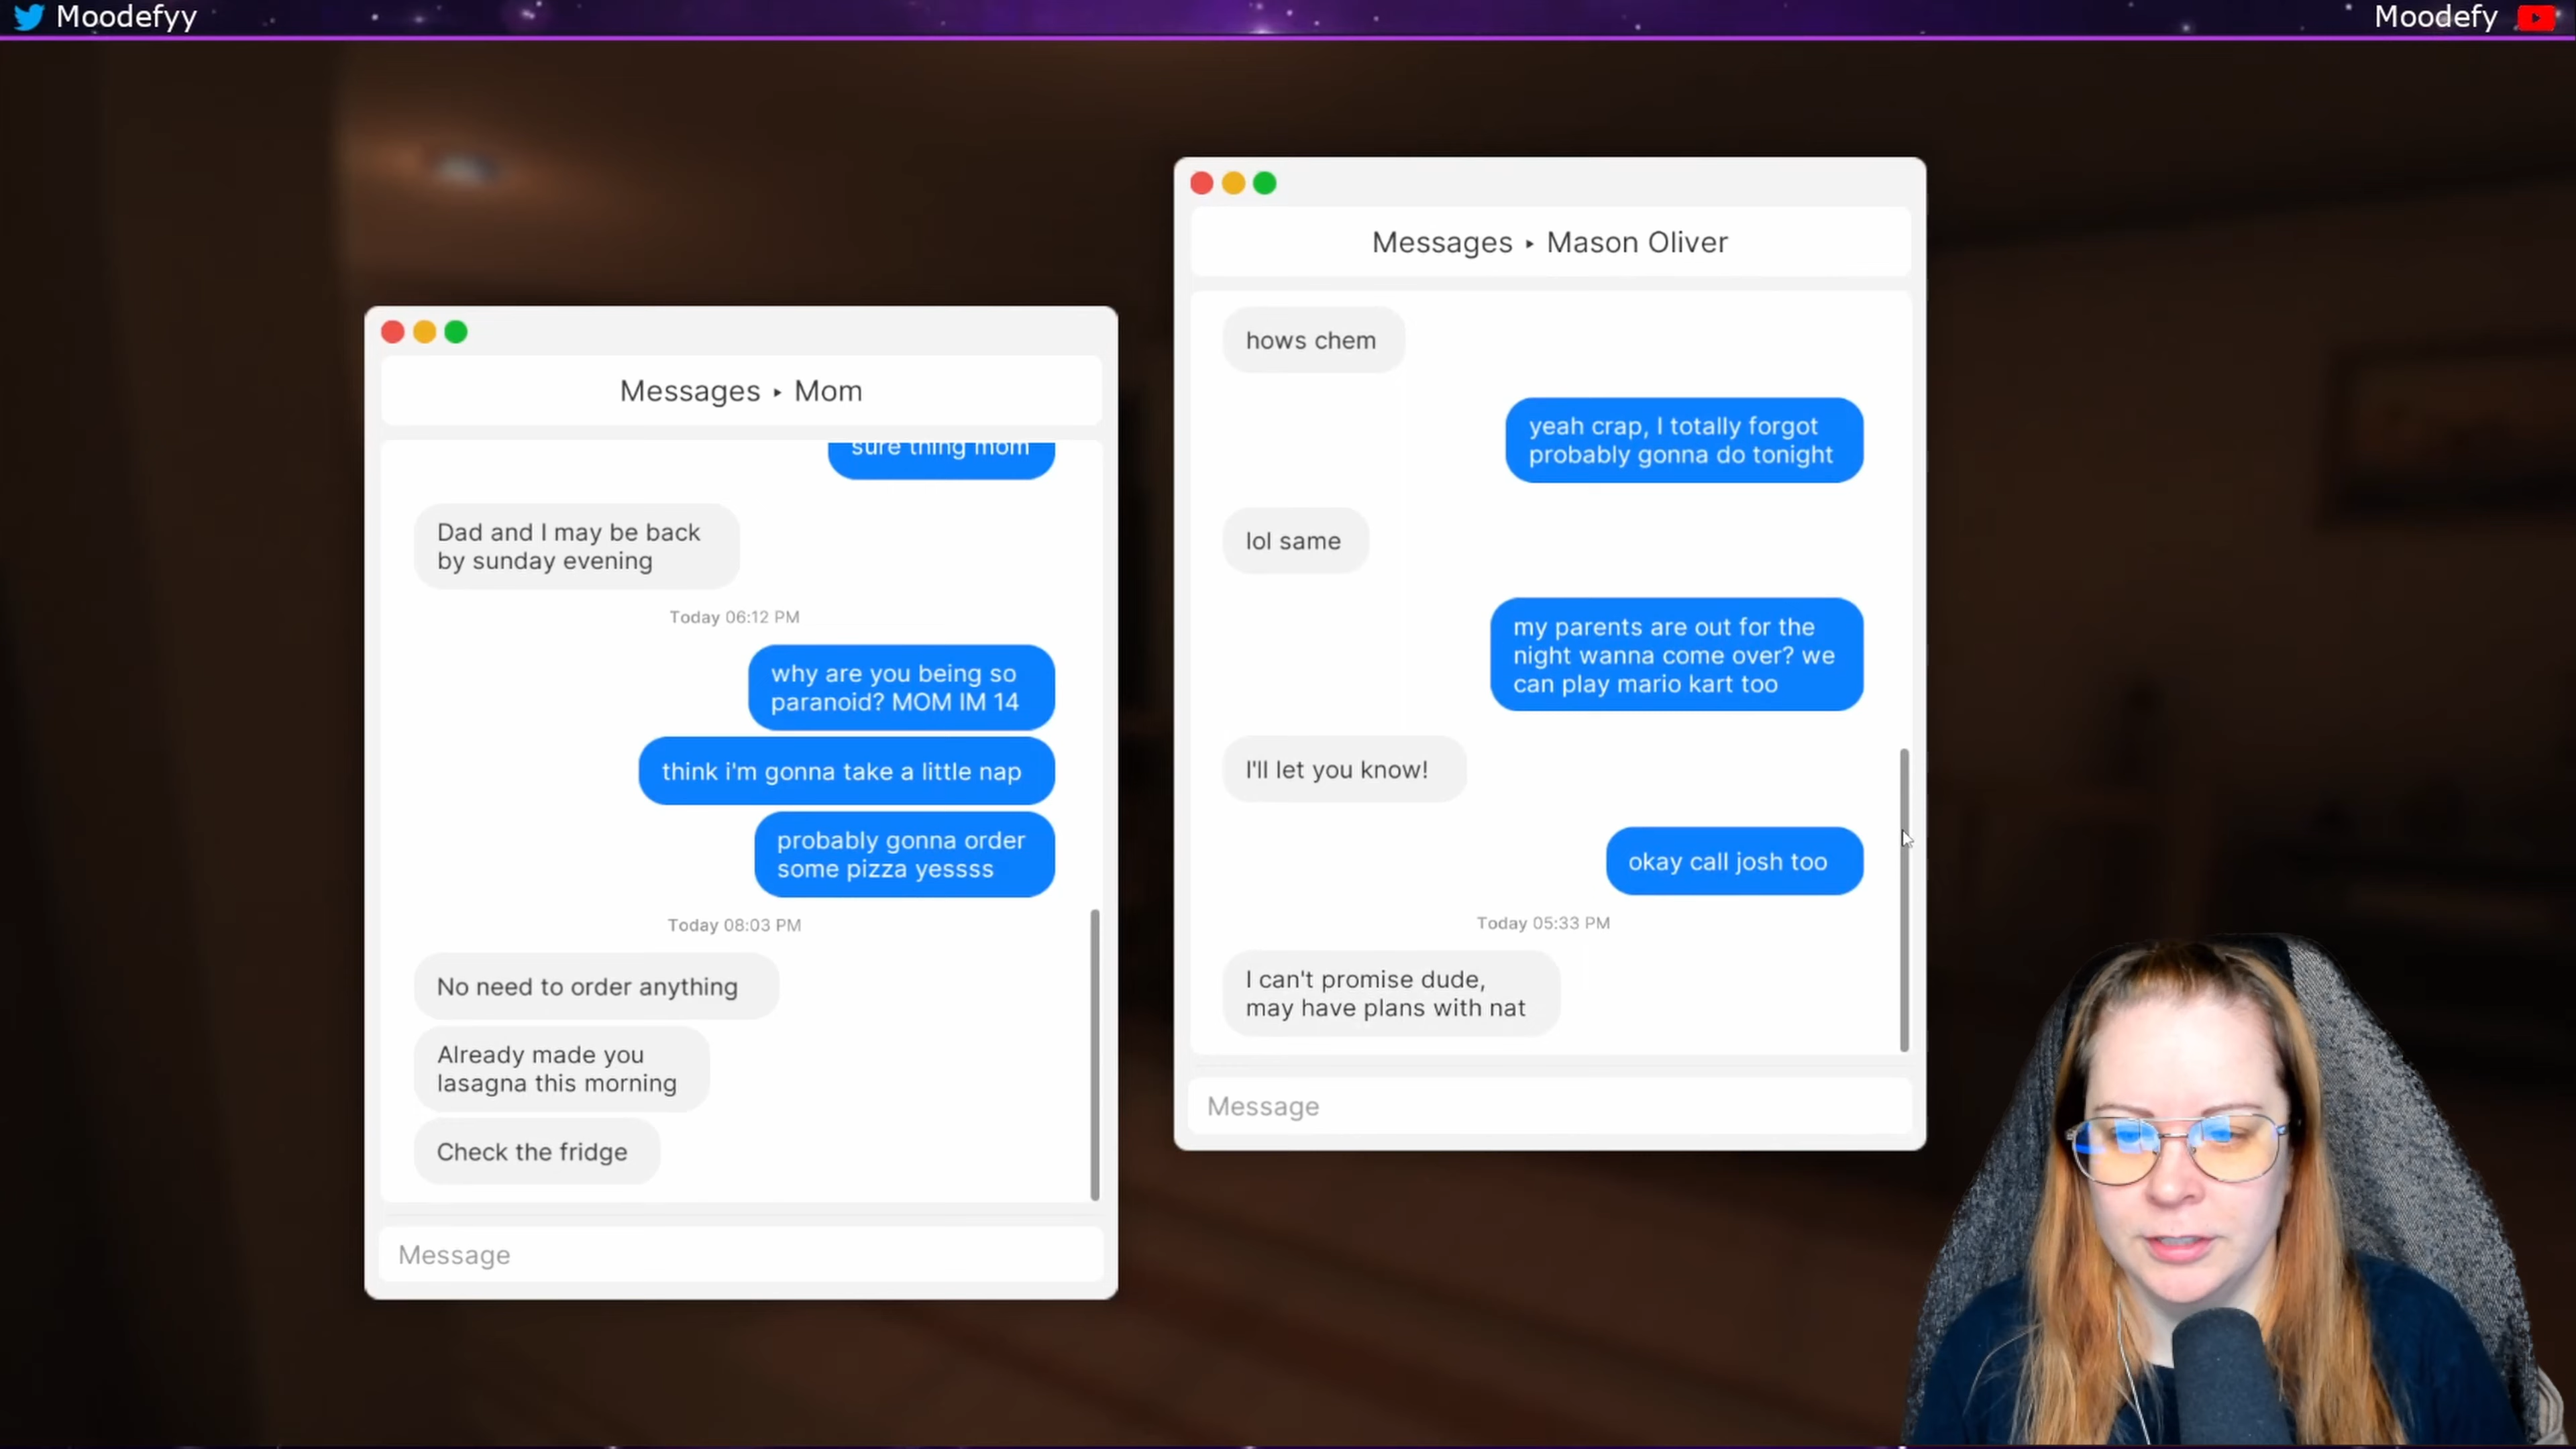 Moodefyy
Moodefy
Messages ▸ Mom
sure thing mom
Dad and I may be back
by sunday evening
Today 06:12 PM
why are you being so
paranoid? MOM IM 14
think i'm gonna take a little nap
probably gonna order
some pizza yessss
Today 08:03 PM
No need to order anything
Already made you
lasagna this morning
Check the fridge
Message
Messages ▸ Mason Oliver
hows chem
yeah crap, I totally forgot
probably gonna do tonight
lol same
my parents are out for the
night wanna come over? we
can play mario kart too
I'll let you know!
okay call josh too
Today 05:33 PM
I can't promise dude,
may have plans with nat
Message